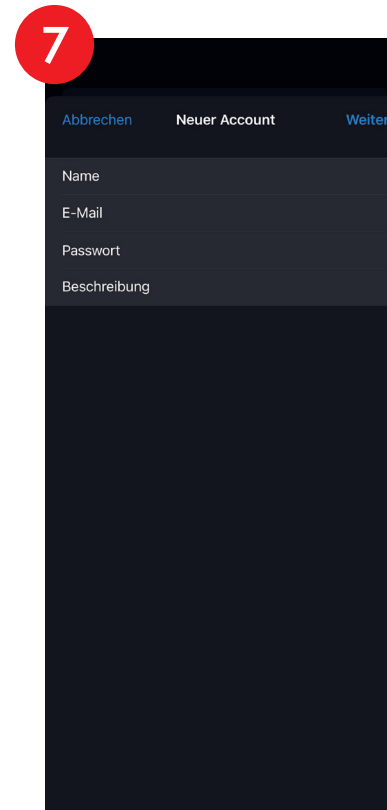 7
Abbrechen Neuer Account Weiter
Name
E-Mail
Passwort
Beschreibung